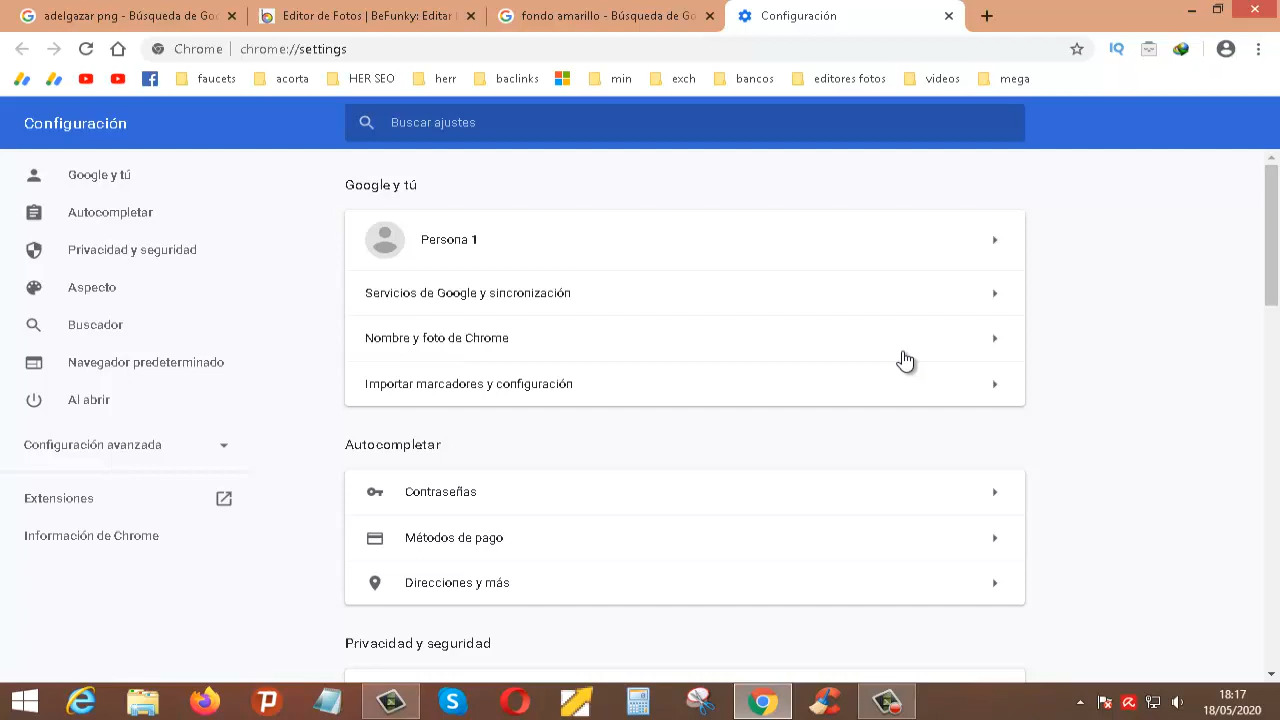 adelgazar png - Búsqueda de Goo
Editor de Fotos | BeFunky: Editar I
fondo amarillo - Búsqueda de Go
Configuración
Chrome
chrome://settings
faucets
acorta
HER SEO
herr
baclinks
min
exch
bancos
editores fotos
videos
mega
Configuración
Buscar ajustes
Google y tú
Autocompletar
Privacidad y seguridad
Aspecto
Buscador
Navegador predeterminado
Al abrir
Configuración avanzada
Extensiones
Información de Chrome
Google y tú
Persona 1
Servicios de Google y sincronización
Nombre y foto de Chrome
Importar marcadores y configuración
Autocompletar
Contraseñas
Métodos de pago
Direcciones y más
Privacidad y seguridad
18:17
18/05/2020